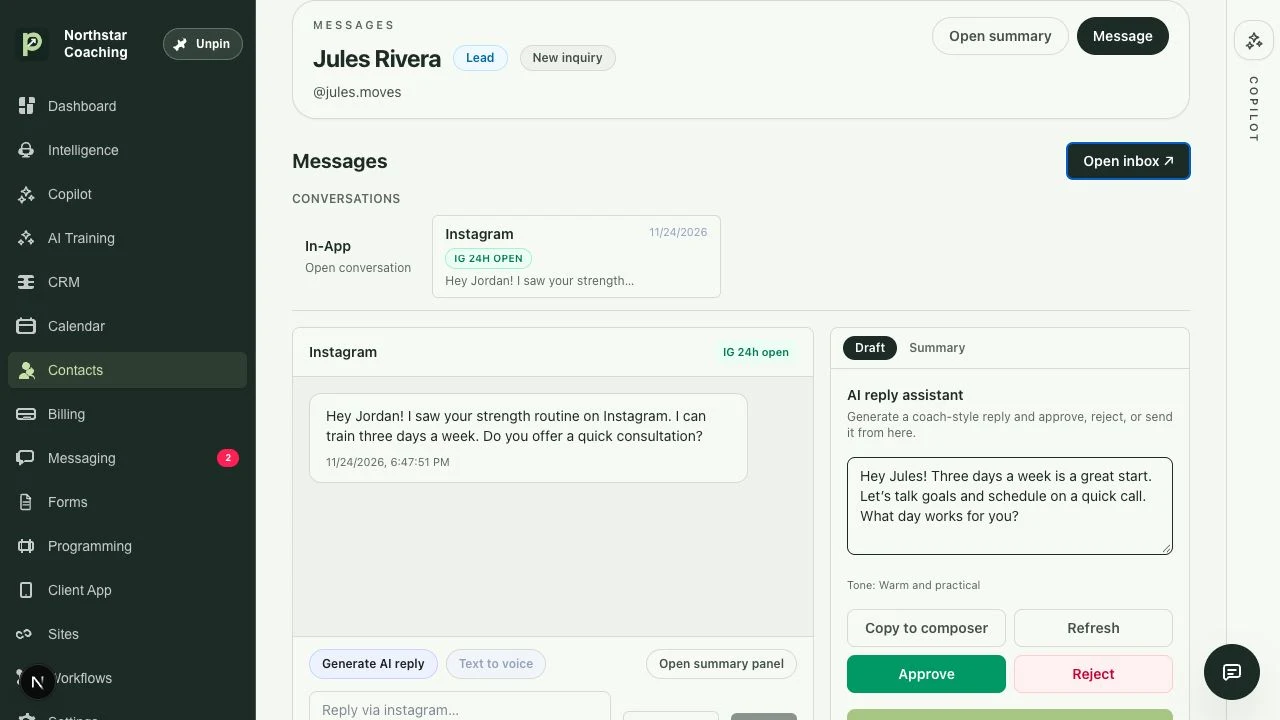 Northstar
Coaching
Unpin
Dashboard
Intelligence
Copilot
AI Training
CRM
Calendar
Contacts
Billing
Messaging
2
Forms
Programming
Client App
Sites
Workflows
Settings
N
MESSAGES
Jules Rivera
Lead
New inquiry
@jules.moves
Open summary
Message
Messages
Open inbox ↗
CONVERSATIONS
In-App
Open conversation
Instagram
11/24/2026
IG 24H OPEN
Hey Jordan! I saw your strength...
Instagram
IG 24h open
Hey Jordan! I saw your strength routine on Instagram. I can
train three days a week. Do you offer a quick consultation?
11/24/2026, 6:47:51 PM
Generate AI reply
Text to voice
Open summary panel
Reply via instagram...
Draft
Summary
AI reply assistant
Generate a coach-style reply and approve, reject, or send
it from here.
Hey Jules! Three days a week is a great start.
Let's talk goals and schedule on a quick call.
What day works for you?
Tone: Warm and practical
Copy to composer
Refresh
Approve
Reject
COPILOT